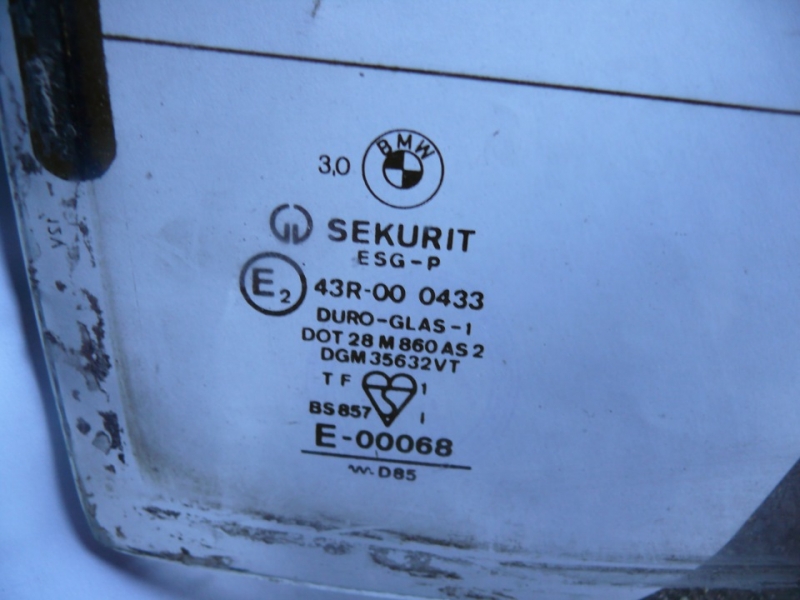 BMW
3,0
SEKURIT
ESG-P
E2 43R-00 0433
DURO-GLAS-1
DOT 28 M 860 AS 2
DGM 35632VT
T F 1
BS 857 I
E-00068
D85